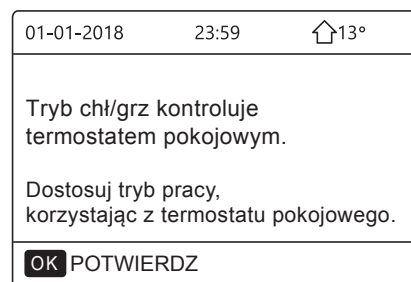 01-01-2018 23:59 13°
Tryb chł/grz kontroluje
termostatem pokojowym.
Dostosuj tryb pracy,
korzystając z termostatu pokojowego.
OK POTWIERDZ